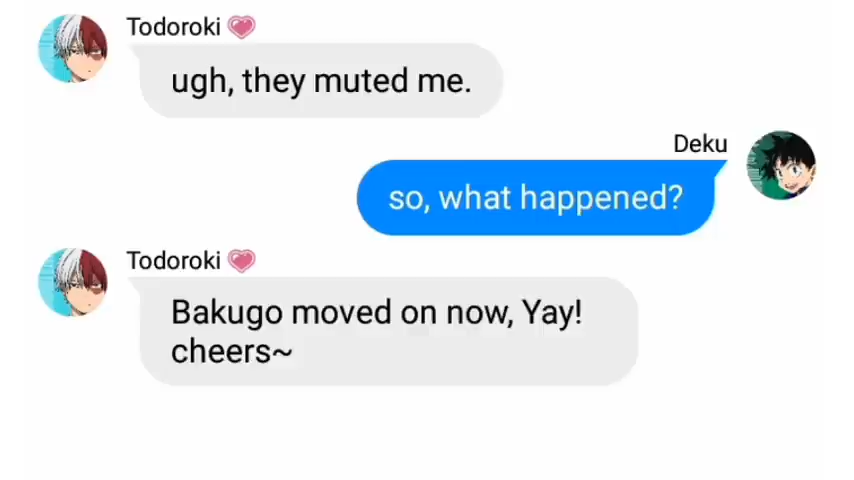 Todoroki 💗
ugh, they muted me.
Deku
so, what happened?
Todoroki 💗
Bakugo moved on now, Yay!
cheers~